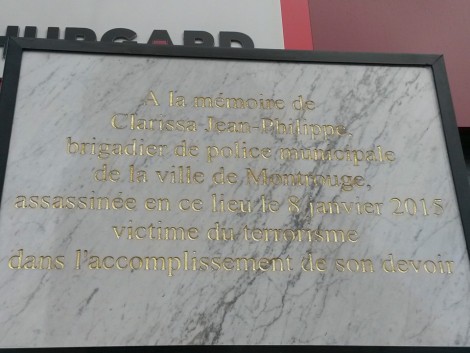 HURGARD
A la mémoire de
Clarissa Jean-Philippe,
brigadier de police municipale
de la ville de Montrouge,
assassinée en ce lieu le 8 janvier 2015
victime du terrorisme
dans l'accomplissement de son devoir